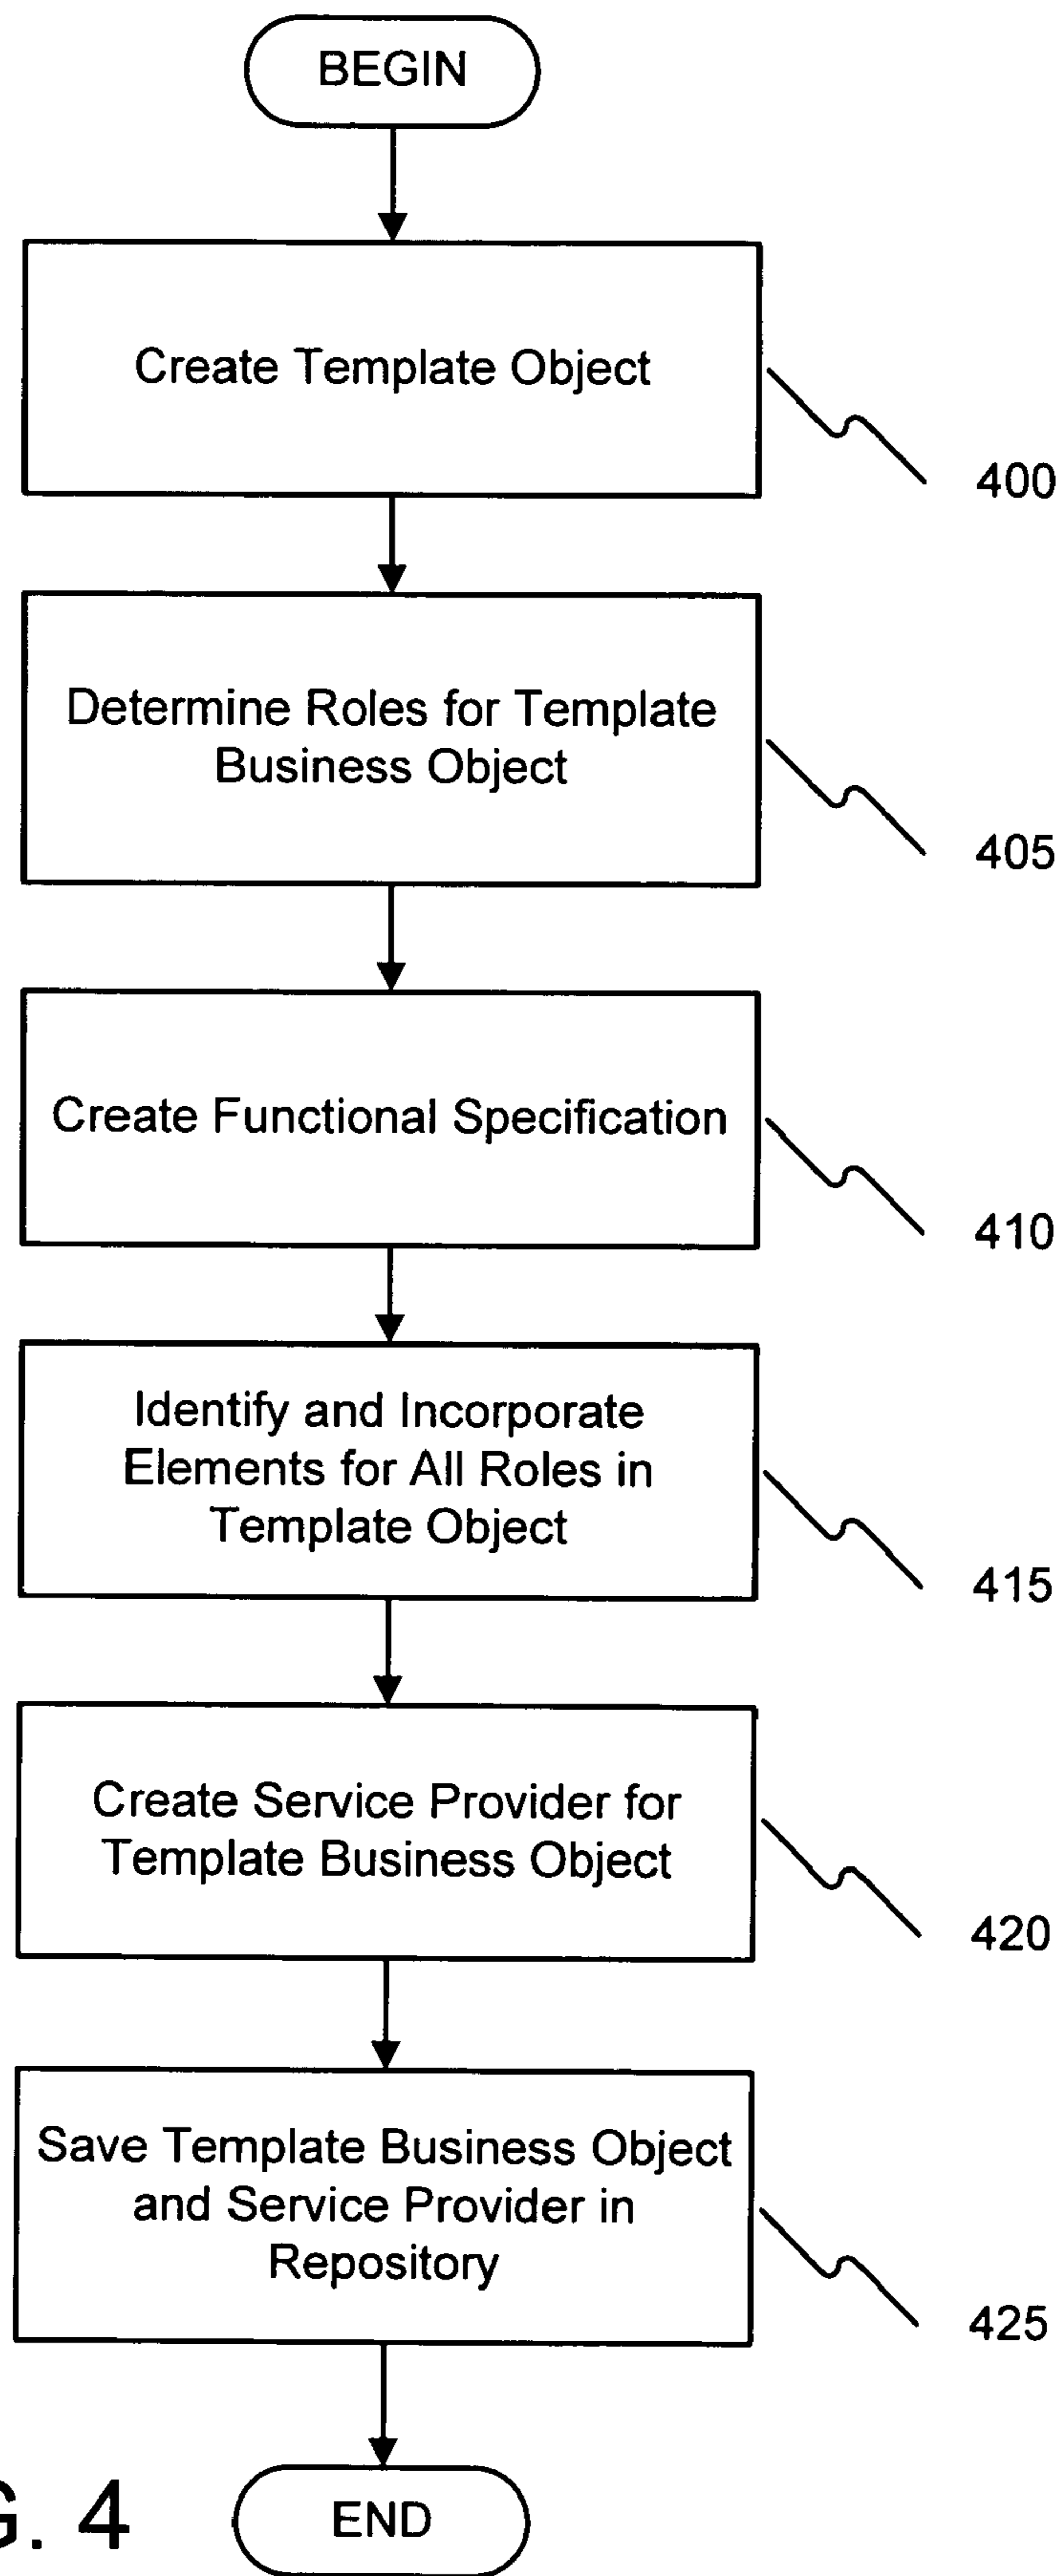 BEGIN
Create Template Object
400
Determine Roles for Template
Business Object
405
Create Functional Specification
410
Identify and Incorporate
Elements for All Roles in
Template Object
415
Create Service Provider for
Template Business Object
420
Save Template Business Object
and Service Provider in
Repository
425
END
G. 4